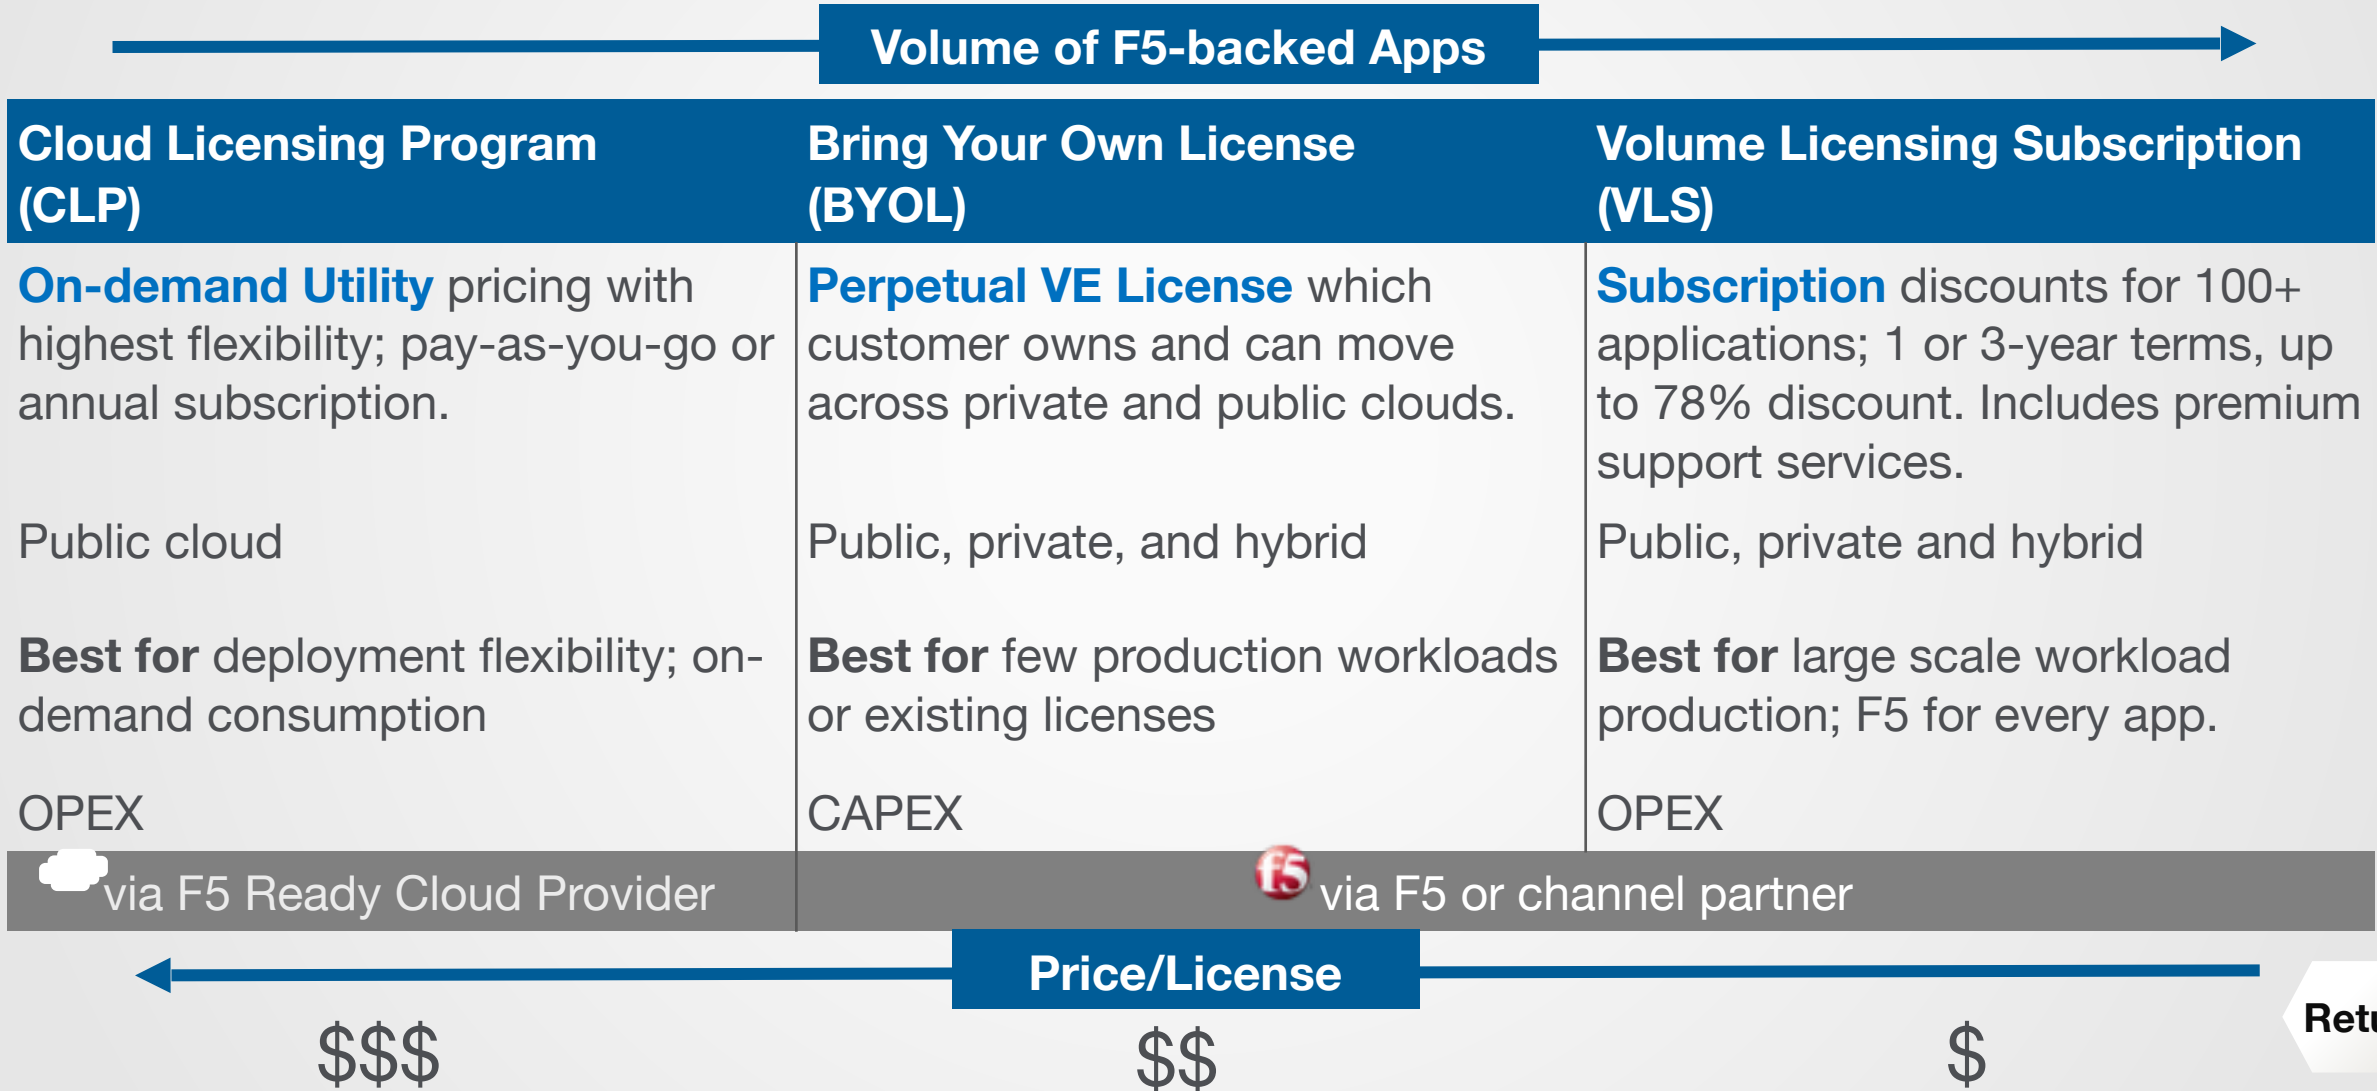 Volume of F5-backed Apps
Cloud Licensing Program
(CLP)
Bring Your Own License
(BYOL)
Volume Licensing Subscription
(VLS)
On-demand Utility pricing with
highest flexibility; pay-as-you-go or
annual subscription.
Perpetual VE License which
customer owns and can move
across private and public clouds.
Subscription discounts for 100+
applications; 1 or 3-year terms, up
to 78% discount. Includes premium
support services.
Public cloud
Public, private, and hybrid
Public, private and hybrid
Best for deployment flexibility; on-
demand consumption
Best for few production workloads
or existing licenses
Best for large scale workload
production; F5 for every app.
OPEX
CAPEX
OPEX
via F5 Ready Cloud Provider
f5 via F5 or channel partner
Price/License
$$$
$$
$